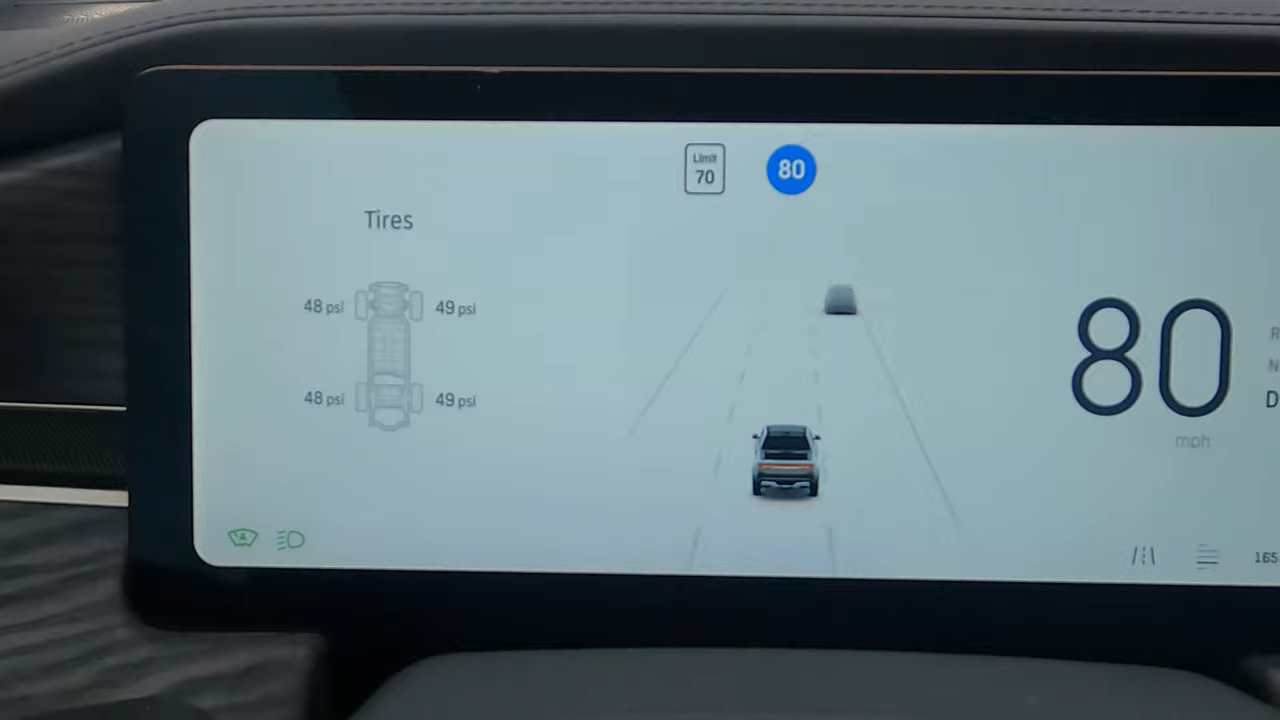 Limit
70
80
Tires
48 psi
49 psi
48 psi
49 psi
80
mph
R
N
D
A
165